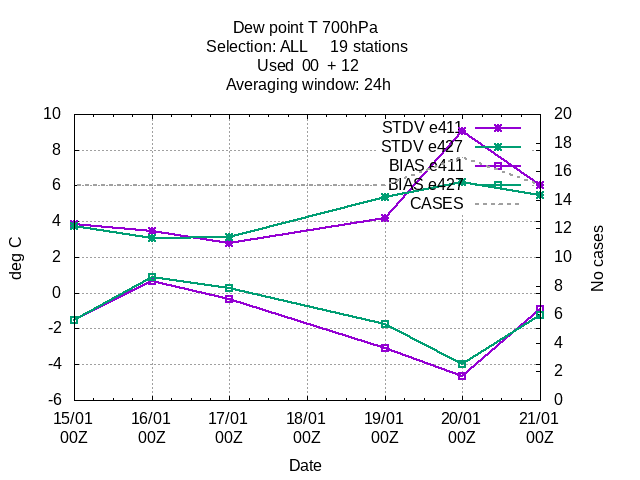 Dew point T 700hPa
Selection: ALL     19 stations
Used  00  + 12
Averaging window: 24h
10
8
6
4
2
0
-2
-4
-6
deg C
20
18
16
14
12
10
8
6
4
2
0
No cases
STDV e411
STDV e427
BIAS e411
BIAS e427
CASES
15/01 16/01 17/01 18/01 19/01 20/01 21/01
00Z 00Z 00Z 00Z 00Z 00Z 00Z
Date